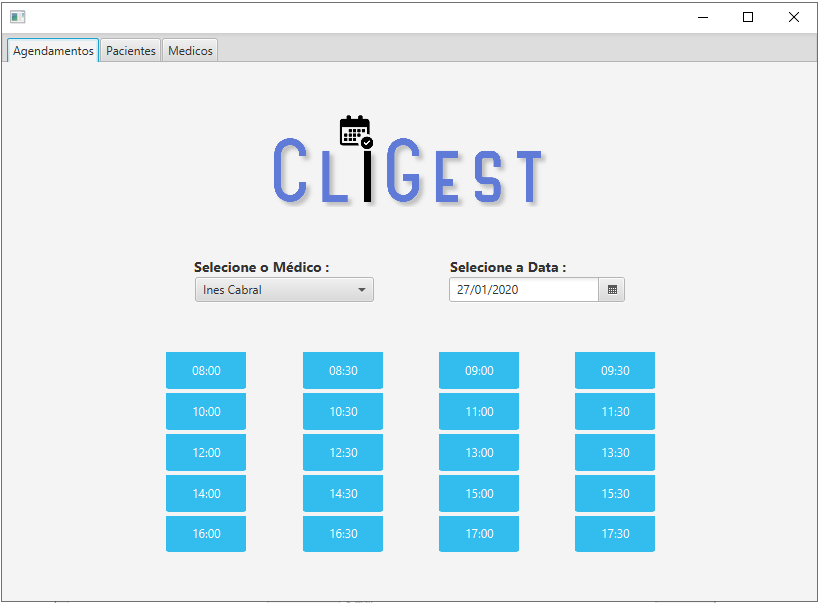 Agendamentos Pacientes Medicos
CLiGEST
Selecione o Médico : Selecione a Data :
Ines Cabral 27/01/2020
08:00 08:30 09:00 09:30
10:00 10:30 11:00 11:30
12:00 12:30 13:00 13:30
14:00 14:30 15:00 15:30
16:00 16:30 17:00 17:30